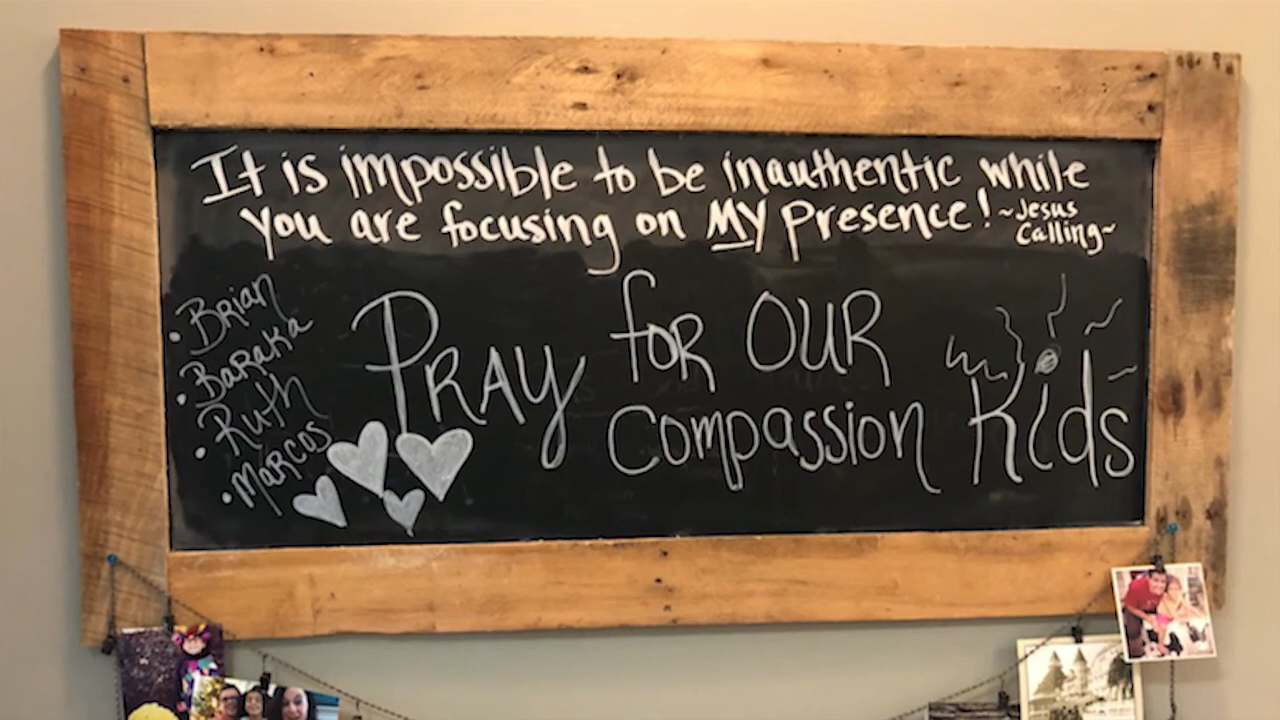 It is impossible to be inauthentic while
you are focusing on MY Presence! ~Jesus
Calling~
• Brian
• Baraka
• Ruth
• Marcos
PRAY for OUR
Compassion Kids